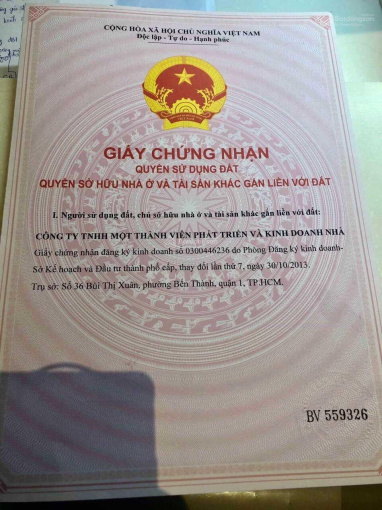 CỘNG HÒA XÃ HỘI CHỦ NGHĨA VIỆT NAM
Độc lập - Tự do - Hạnh phúc
GIẤY CHỨNG NHẬN
QUYỀN SỬ DỤNG ĐẤT
QUYỀN SỞ HỮU NHÀ Ở VÀ TÀI SẢN KHÁC GẮN LIỀN VỚI ĐẤT
I. Người sử dụng đất, chủ sở hữu nhà ở và tài sản khác gắn liền với đất:
CÔNG TY TNHH MỘT THÀNH VIÊN PHÁT TRIỂN VÀ KINH DOANH NHÀ
Giấy chứng nhận đăng ký kinh doanh số 0300446236 do Phòng Đăng ký kinh doanh-
Sở Kế hoạch và Đầu tư thành phố cấp, thay đổi lần thứ 7, ngày 30/10/2013.
Trụ sở: Số 36 Bùi Thị Xuân, phường Bến Thành, quận 1, TP.HCM.
BV 559326